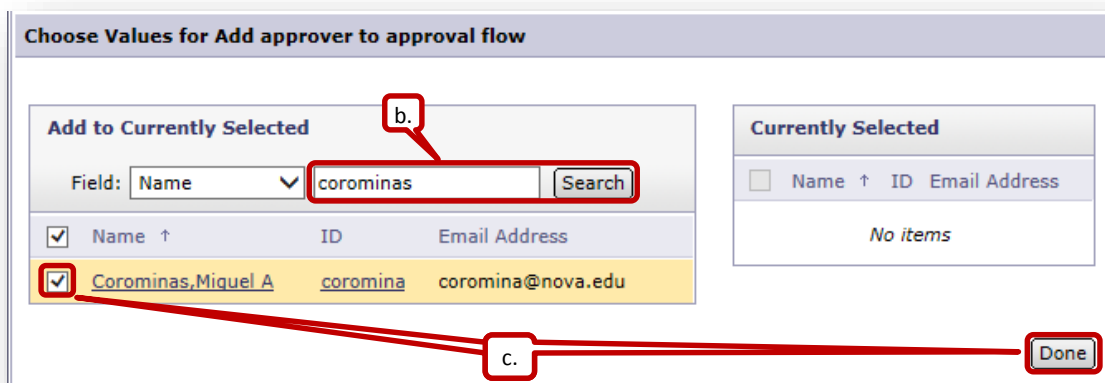 Choose Values for Add approver to approval flow
Add to Currently Selected
b.
Field: Name corominas Search
Name ↑ ID Email Address
Corominas,Miguel A coromina coromina@nova.edu
Currently Selected
Name ↑ ID Email Address
No items
c.
Done